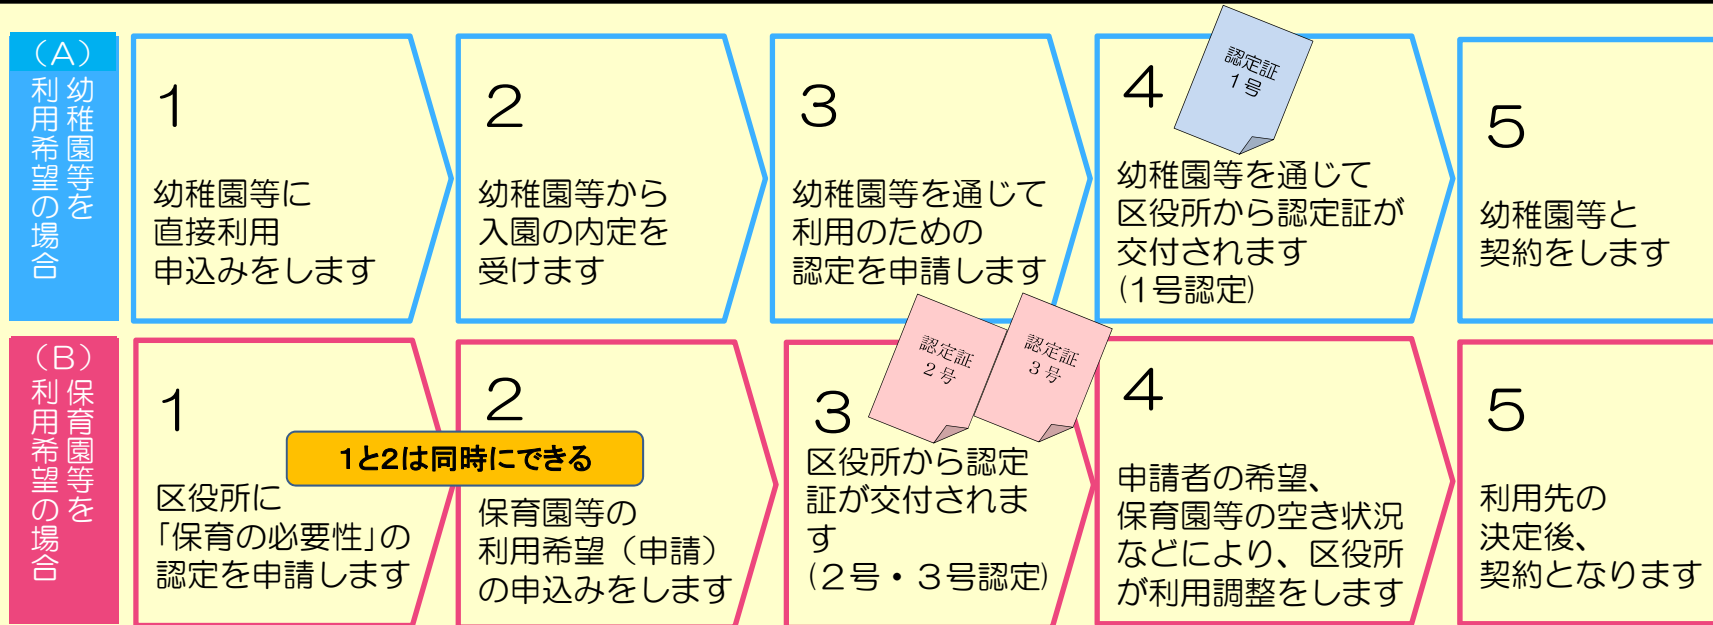 （A）
幼稚園等を
利用希望の場合
1
幼稚園等に
直接利用
申込みをします
2
幼稚園等から
入園の内定を
受けます
3
幼稚園等を通じて
利用のための
認定を申請します
4
認定証
1号
幼稚園等を通じて
区役所から認定証が
交付されます
(1号認定)
5
幼稚園等と
契約をします
（B）
保育園等を
利用希望の場合
1
区役所に
「保育の必要性」の
認定を申請します
1と2は同時にできる
2
保育園等の
利用希望（申請）
の申込みをします
3
認定証
2号
認定証
3号
区役所から認定
証が交付されま
す
(２号・３号認定)
4
申請者の希望、
保育園等の空き状況
などにより、区役所
が利用調整をします
5
利用先の
決定後、
契約となります